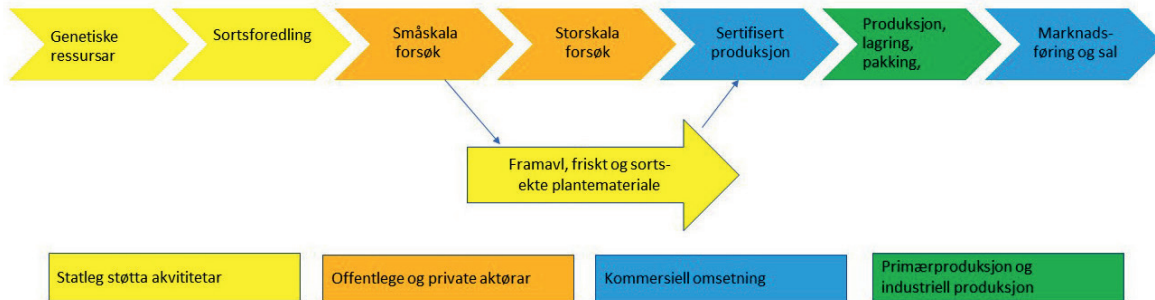 Genetiske
ressursar
Sortsforedling
Småskala
forsøk
Storskala
forsøk
Sertifisert
produksjon
Produksjon,
lagring,
pakking,
Marknads-
føring og sal
Framavl, friskt og sorts-
ekte plantemateriale
Statleg støtta akvititetar
Offentlege og private aktørar
Kommersiell omsetning
Primærproduksjon og
industriell produksjon